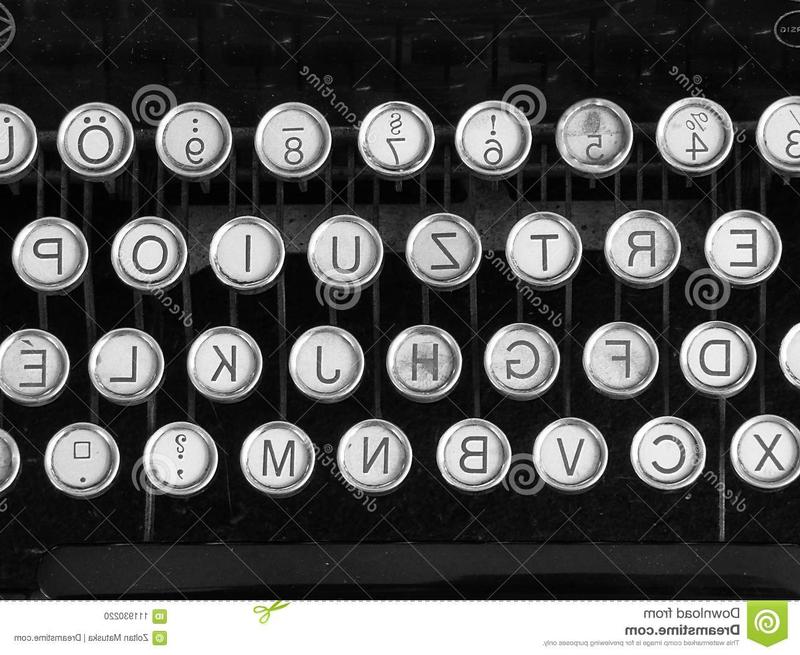 3 % 4 5 ! 6 § 7 _ 8 : 9 Ö Ü
E R T Z U I O P
D F G H J K L É
X C V B N M ? , .
Download from
Dreamstime.com
This watermarked comp image is for previewing purposes only.
ID 111930220
© Zoltan Matuska | Dreamstime.com
dreamstime.com